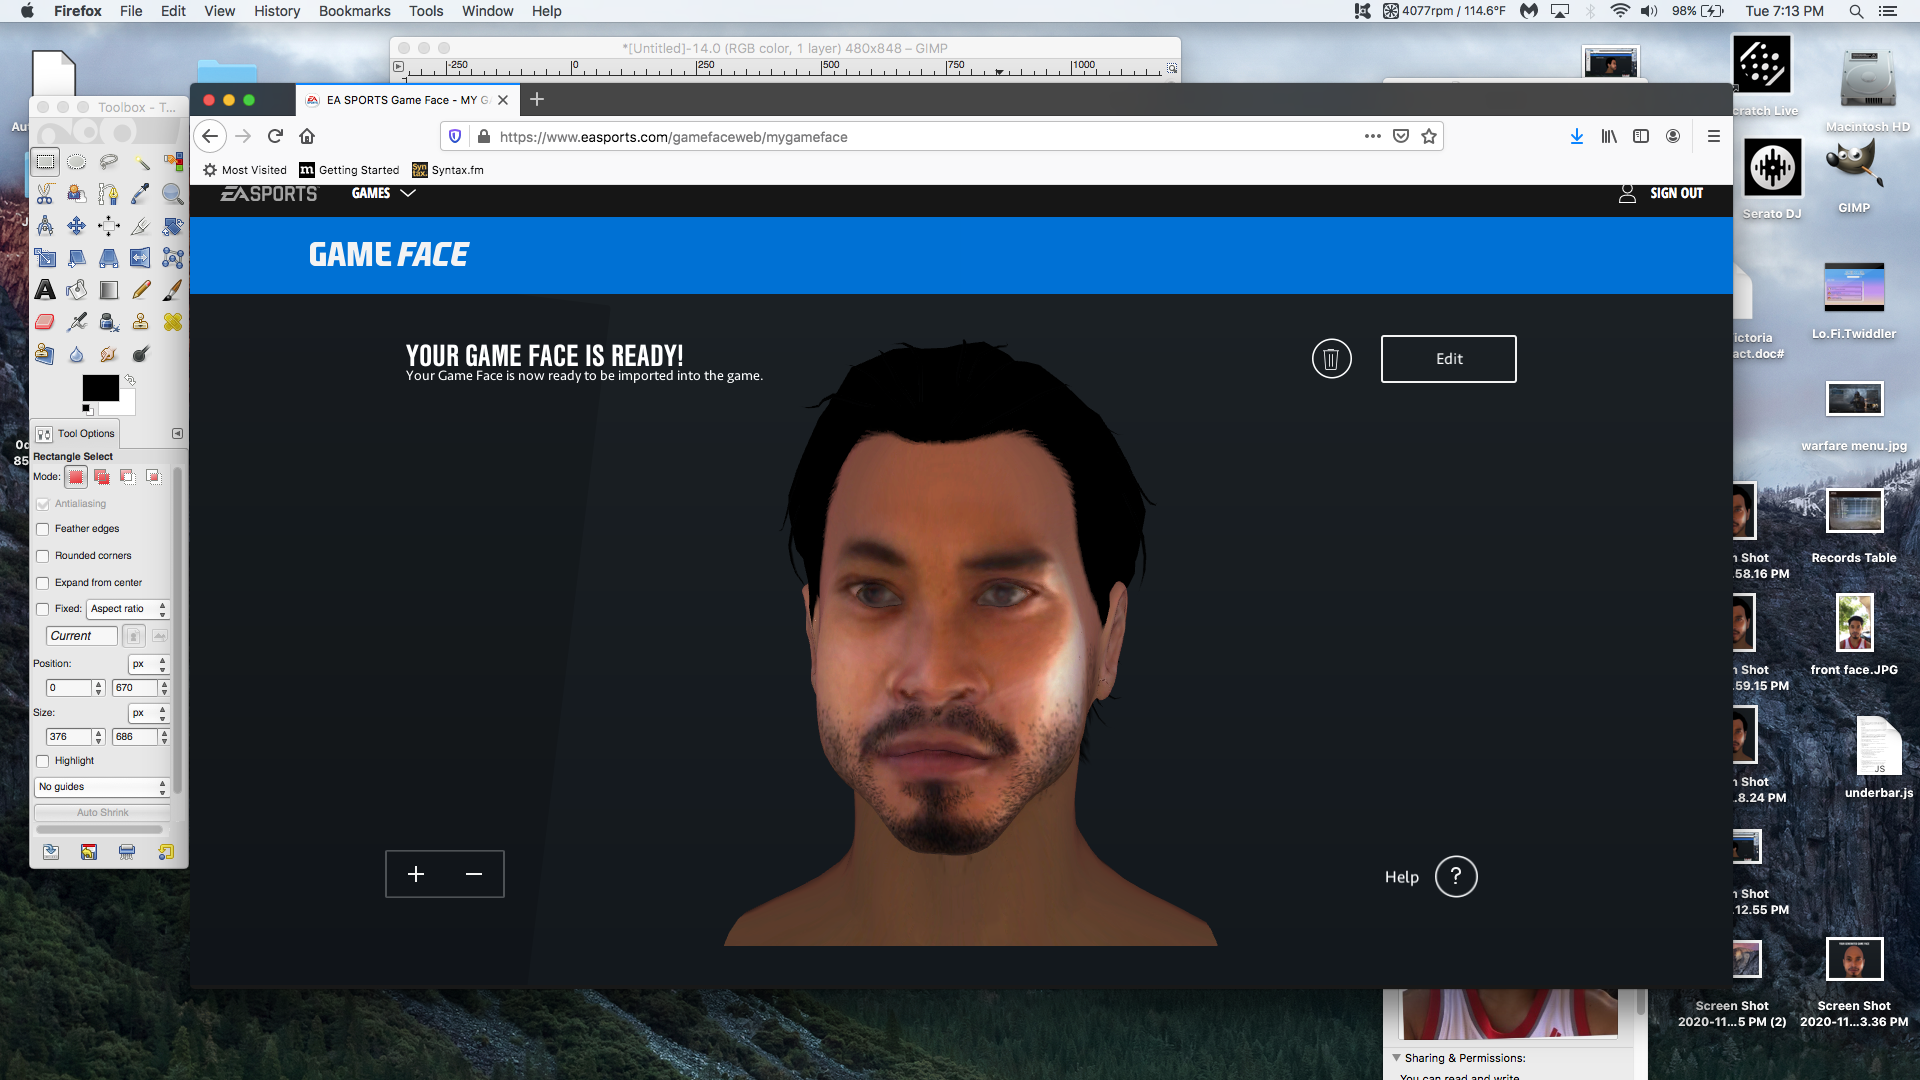 Firefox File Edit View History Bookmarks Tools Window Help
4077rpm / 114.6°F 98% Tue 7:13 PM
*[Untitled]-14.0 (RGB color, 1 layer) 480x848 – GIMP
-250 0 250 500 750 1000
Toolbox - T...
EA SPORTS Game Face - MY G
https://www.easports.com/gamefaceweb/mygameface
Most Visited Getting Started Syntax.fm
EA SPORTS GAMES SIGN OUT
GAME FACE
YOUR GAME FACE IS READY!
Your Game Face is now ready to be imported into the game.
Edit
Help ?
Tool Options
Rectangle Select
Mode:
Antialiasing
Feather edges
Rounded corners
Expand from center
Fixed: Aspect ratio
Current
Position: px
0 670
Size: px
376 686
Highlight
No guides
Auto Shrink
cratch Live
Macintosh HD
Serato DJ
GIMP
ictoria
act.doc#
Lo.Fi.Twiddler
warfare menu.jpg
n Shot
.58.16 PM
Records Table
n Shot
.59.15 PM
front face.JPG
n Shot
.8.24 PM
JS
underbar.js
n Shot
.12.55 PM
Screen Shot
2020-11...5 PM (2)
Screen Shot
2020-11...3.36 PM
Sharing & Permissions:
You can read and write